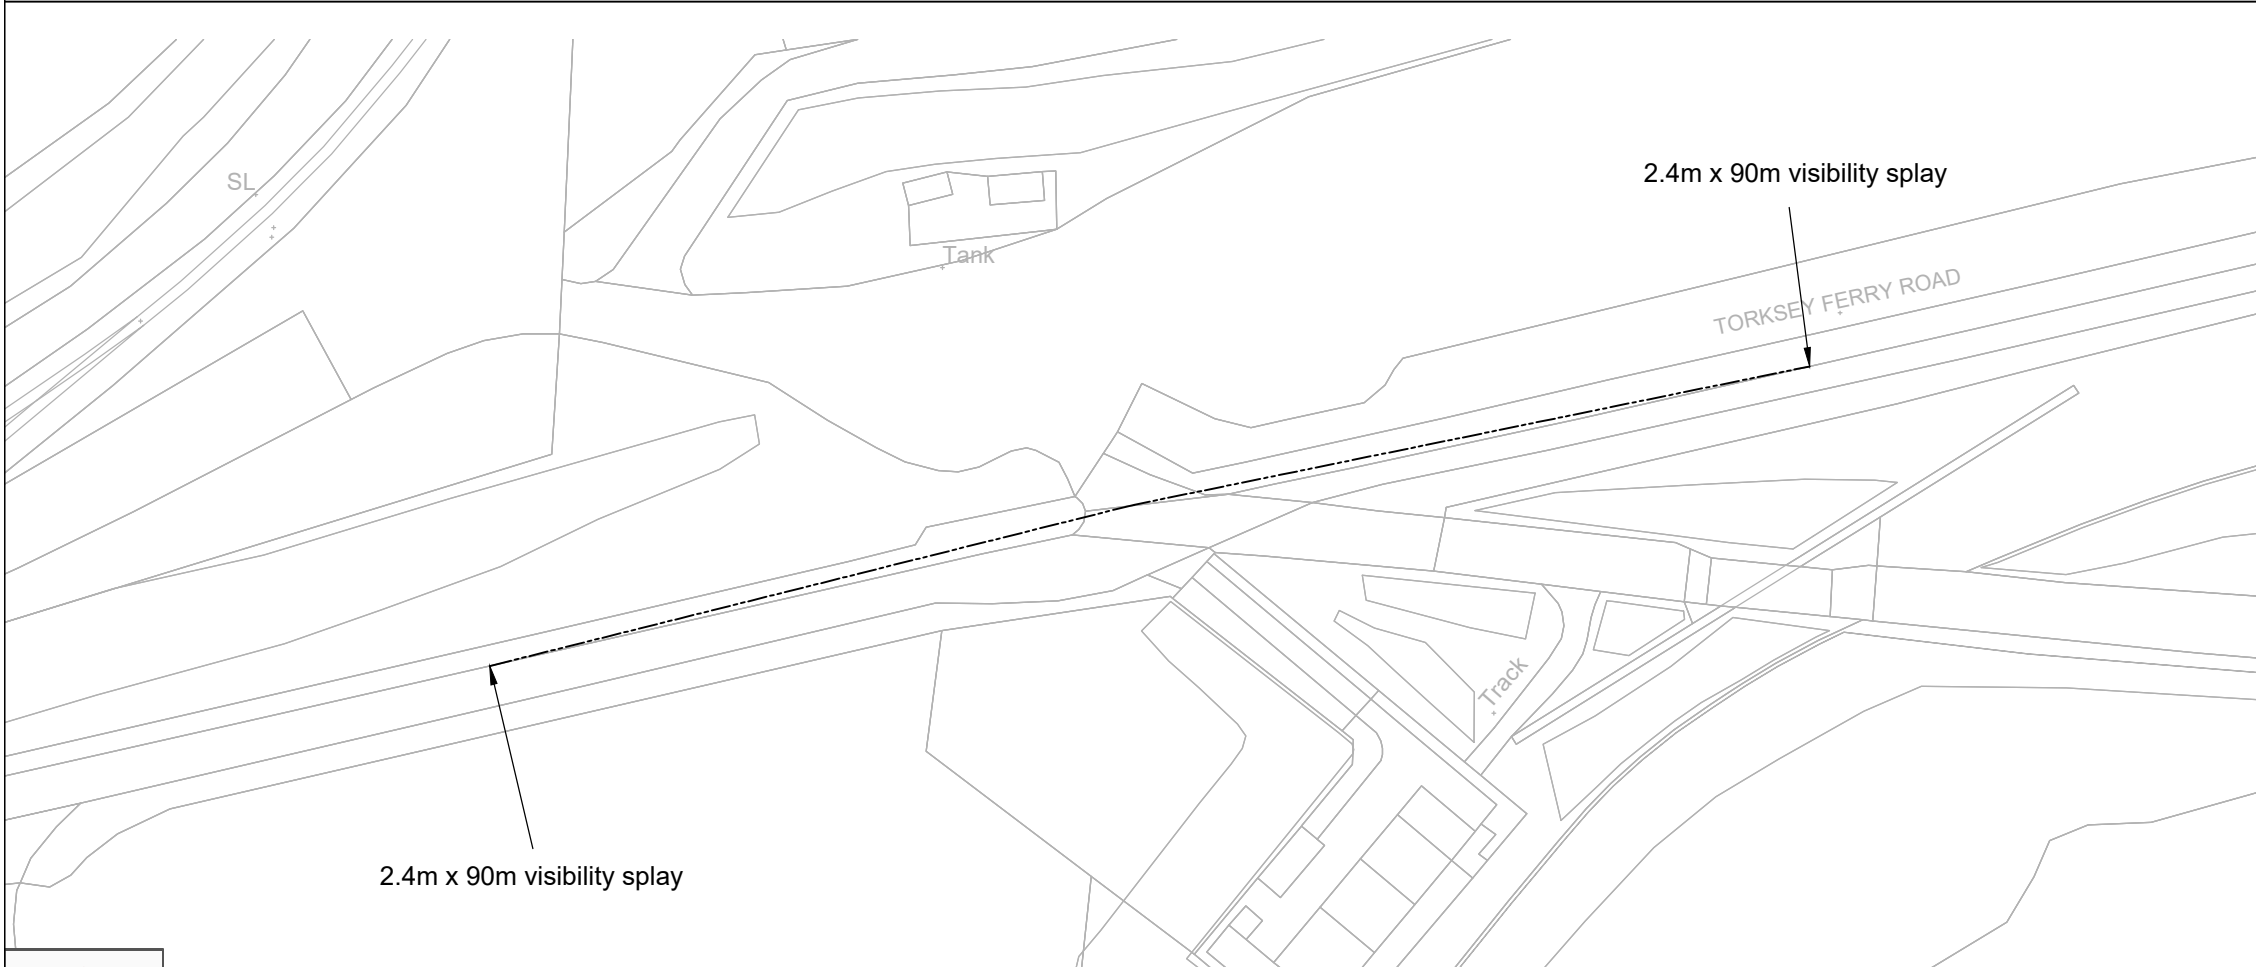 2.4m x 90m visibility splay
SL
Tank
TORKSEY FERRY ROAD
Track
2.4m x 90m visibility splay